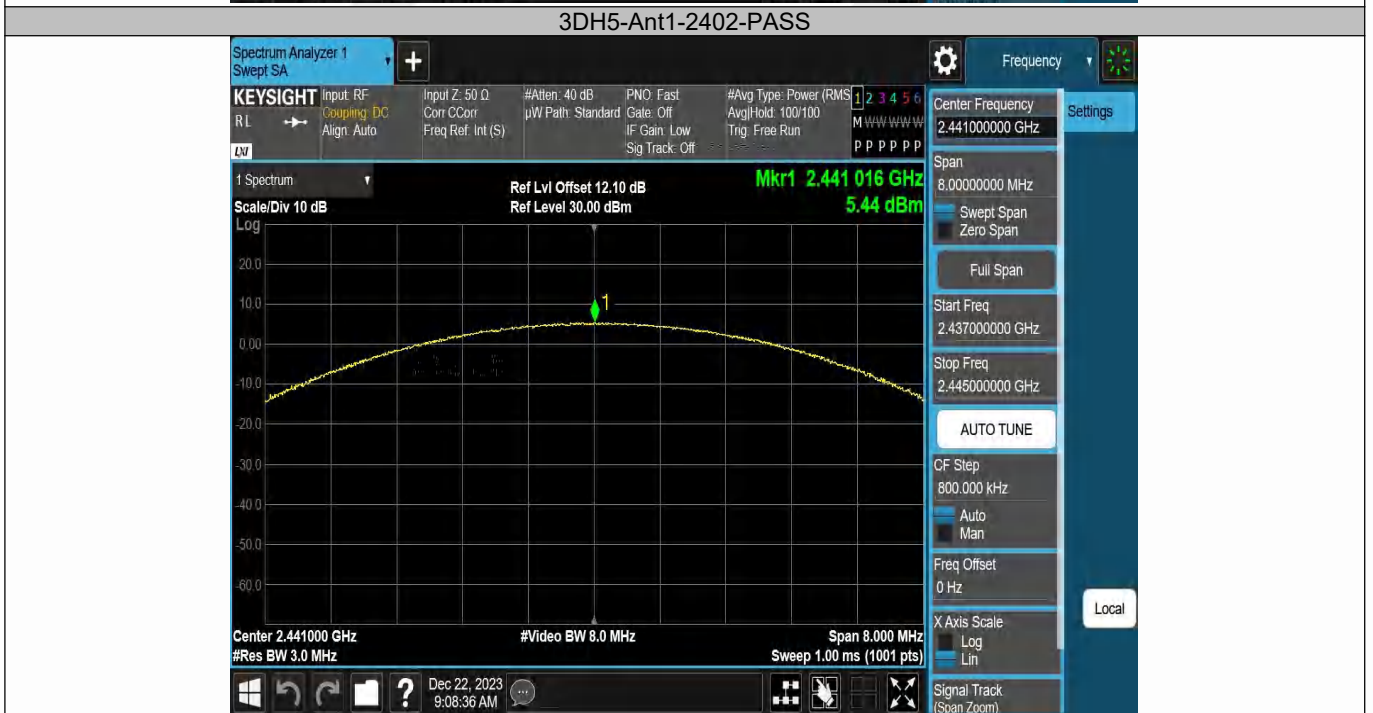 3DH5-Ant1-2402-PASS
Spectrum Analyzer 1
Swept SA
+
Frequency
KEYSIGHT
RL
LXI
Input: RF
Coupling: DC
Align: Auto
Input Z: 50 Ω
Corr CCorr
Freq Ref: Int (S)
#Atten: 40 dB
µW Path: Standard
PNO: Fast
Gate: Off
IF Gain: Low
Sig Track: Off
#Avg Type: Power (RMS
Avg|Hold: 100/100
Trig: Free Run
1 2 3 4 5 6
M W W W W W
P P P P P P
Center Frequency
2.441000000 GHz
Settings
Span
8.00000000 MHz
Swept Span
Zero Span
Full Span
Start Freq
2.437000000 GHz
Stop Freq
2.445000000 GHz
AUTO TUNE
CF Step
800.000 kHz
Auto
Man
Freq Offset
0 Hz
X Axis Scale
Log
Lin
Local
Signal Track
(Span Zoom)
1 Spectrum
Scale/Div 10 dB
Ref Lvl Offset 12.10 dB
Ref Level 30.00 dBm
Mkr1 2.441 016 GHz
5.44 dBm
Log
20.0
10.0
0.00
-10.0
-20.0
-30.0
-40.0
-50.0
-60.0
1
Center 2.441000 GHz
#Res BW 3.0 MHz
#Video BW 8.0 MHz
Span 8.000 MHz
Sweep 1.00 ms (1001 pts)
?
Dec 22, 2023
9:08:36 AM